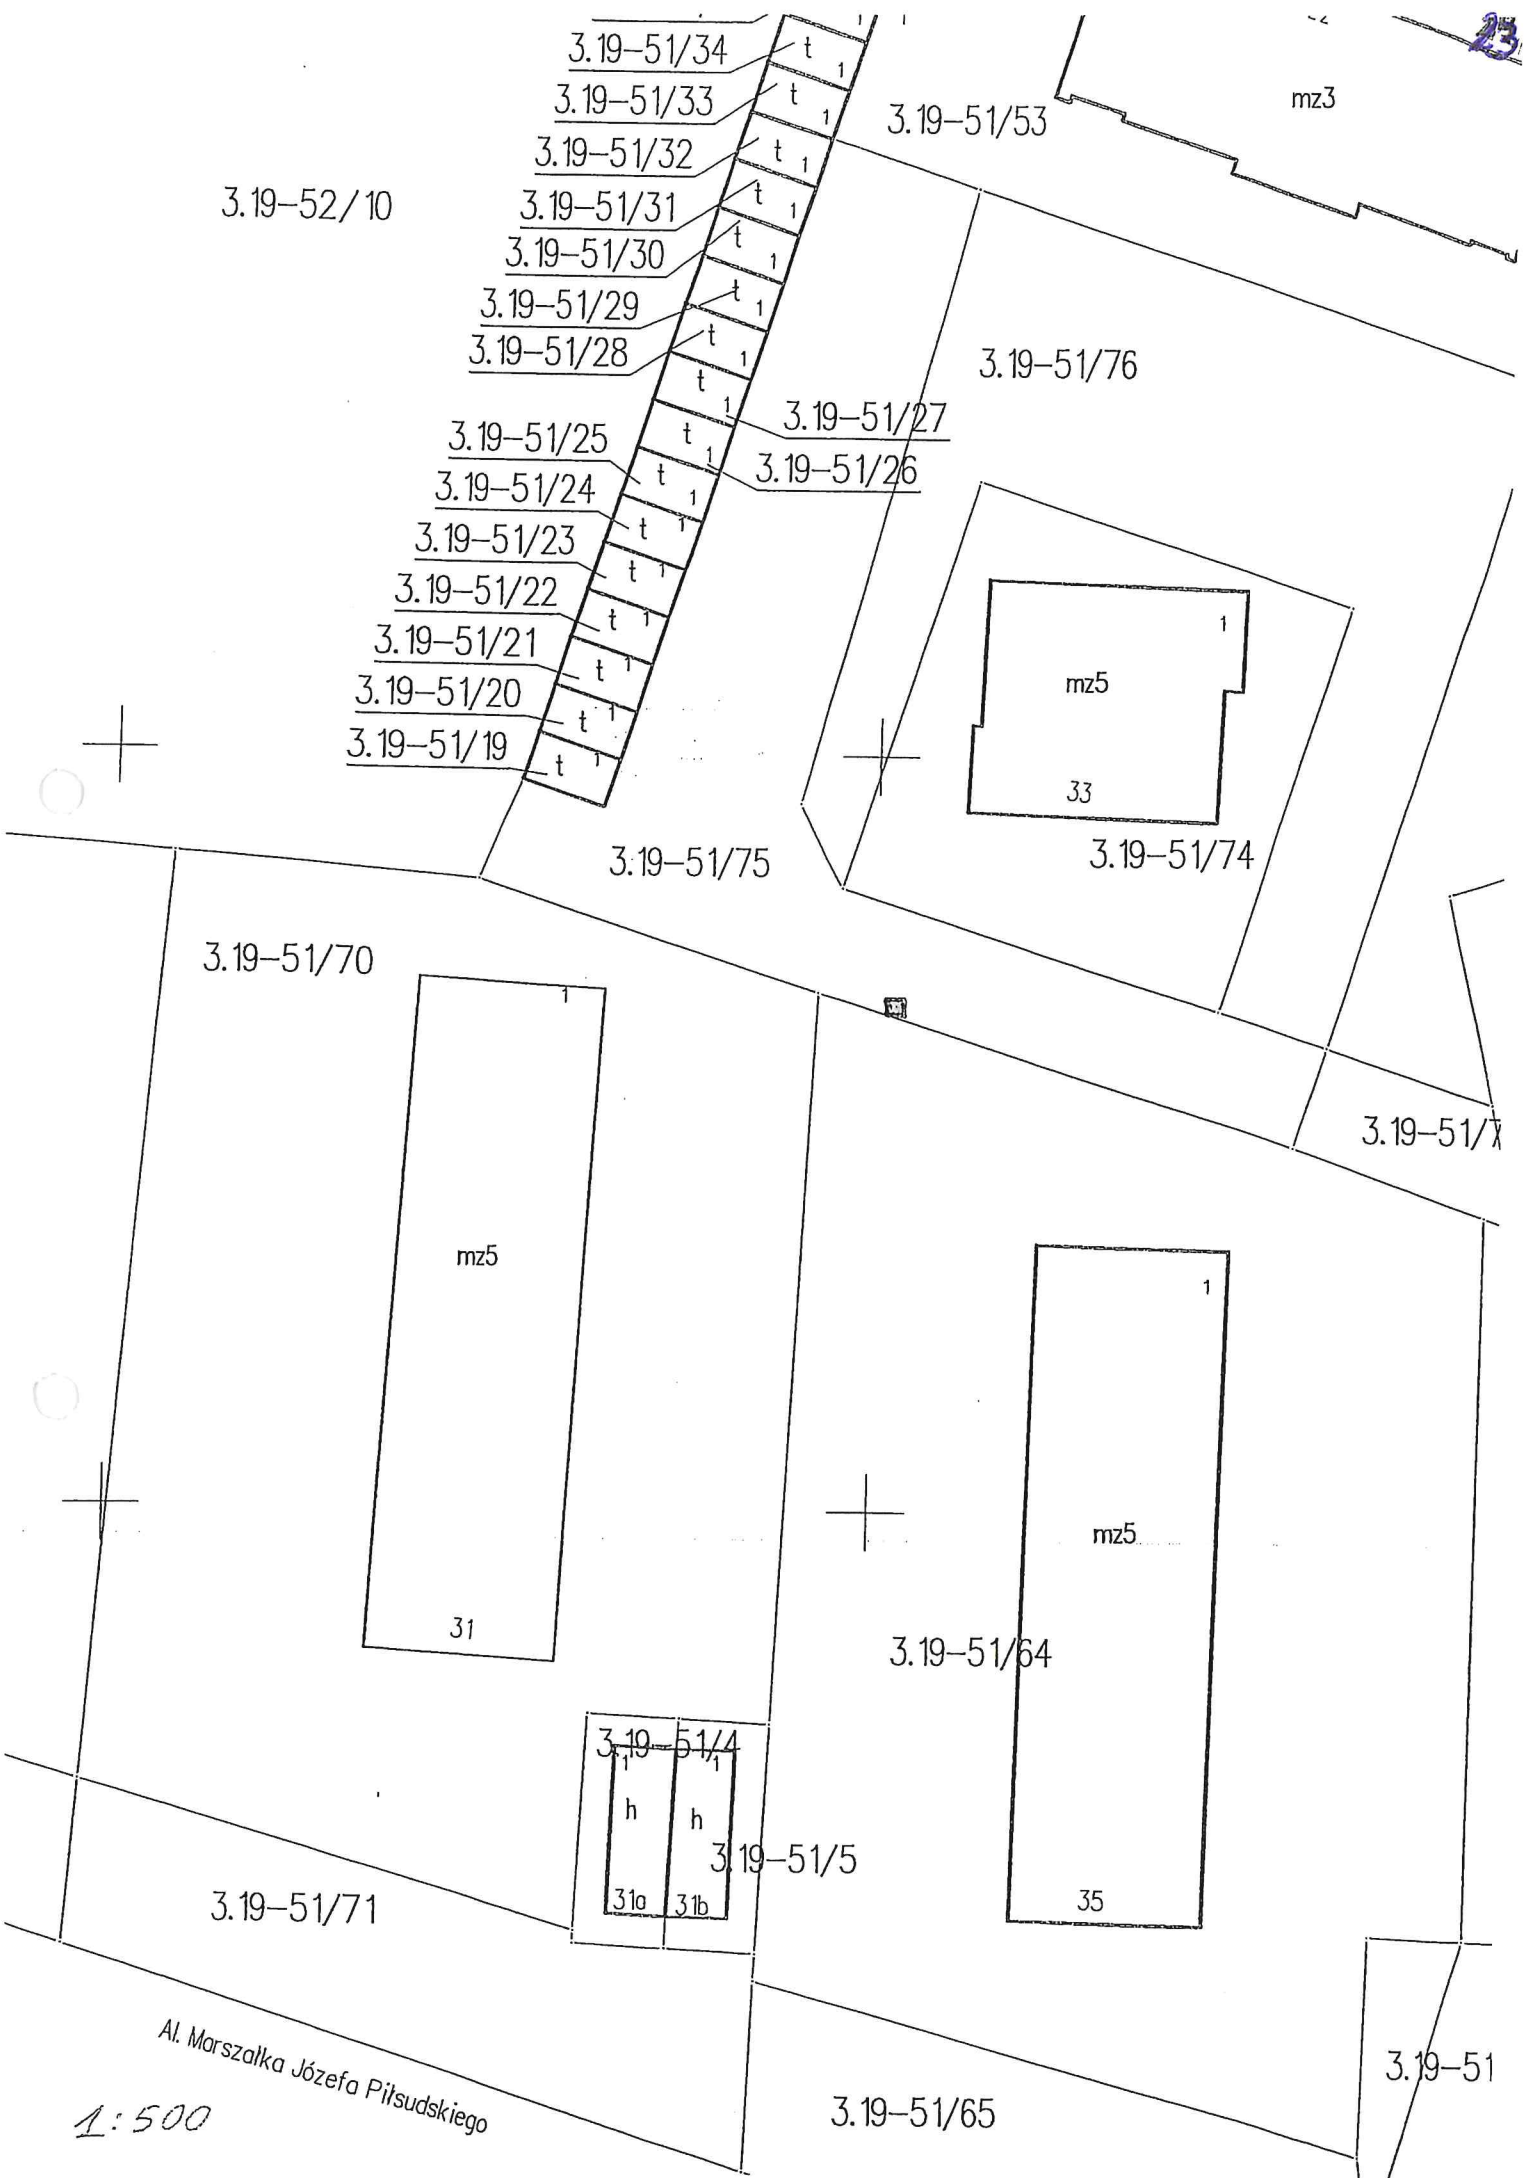 23
3.19-51/34
t
1
3.19-51/33
t
1
3.19-51/53
mz3
3.19-51/32
t
1
3.19-52/10
3.19-51/31
t
1
3.19-51/30
t
1
3.19-51/29
t
1
3.19-51/28
t
1
3.19-51/76
t
1
3.19-51/27
3.19-51/25
t
1
3.19-51/26
t
1
3.19-51/24
t
1
3.19-51/23
t
1
3.19-51/22
t
1
3.19-51/21
t
1
3.19-51/20
t
1
3.19-51/19
t
1
1
mz5
33
3.19-51/74
3.19-51/75
3.19-51/70
1
3.19-51/7
mz5
1
mz5
31
3.19-51/64
3.19-51/4
1
1
h
h
3.19-51/5
31a
31b
35
3.19-51/71
Al. Marszałka Józefa Piłsudskiego
3.19-51
1:500
3.19-51/65